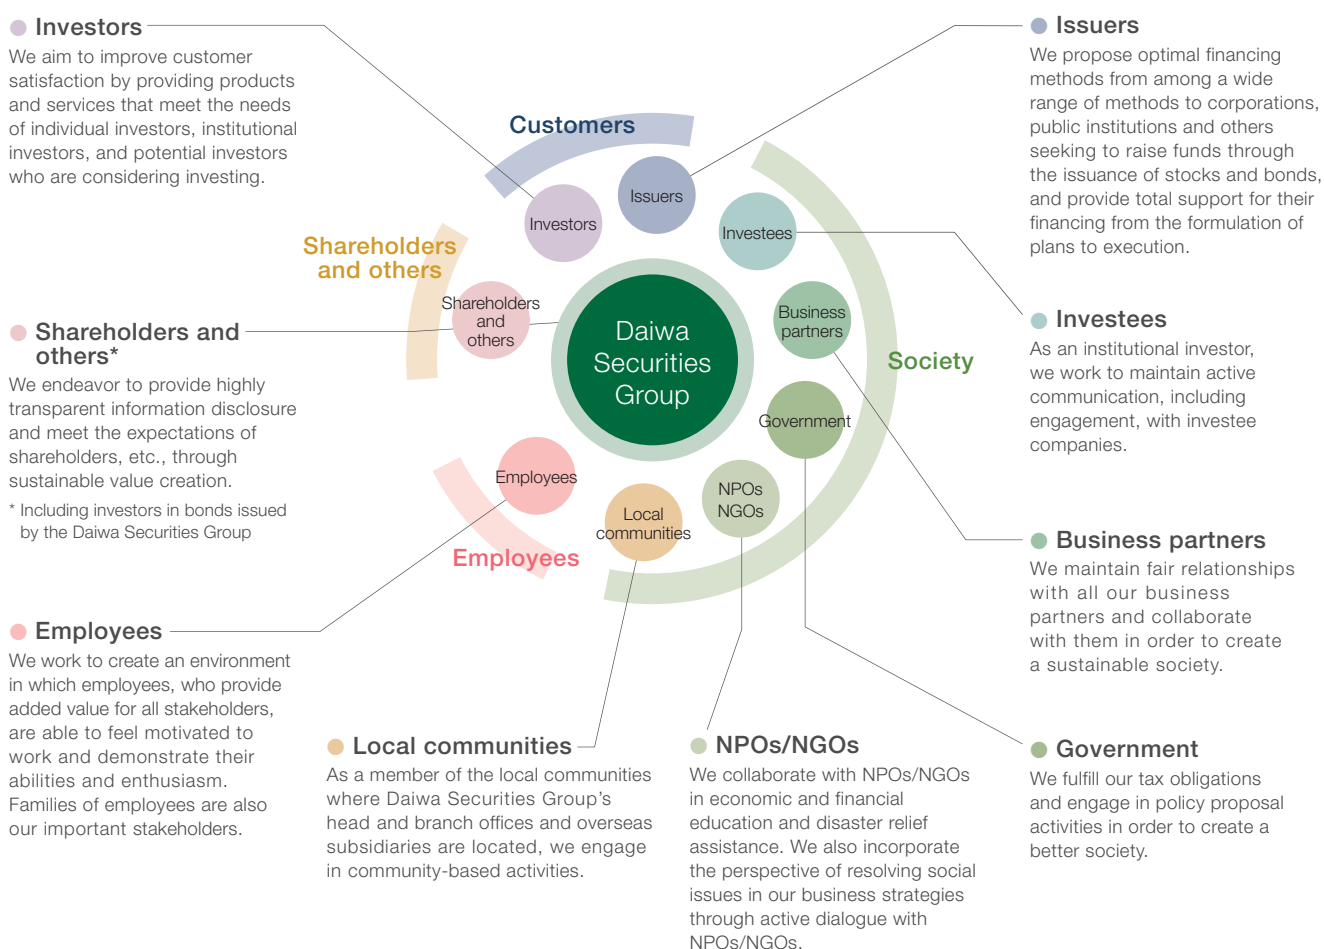 Investors
We aim to improve customer
satisfaction by providing products
and services that meet the needs
of individual investors, institutional
investors, and potential investors
who are considering investing.
Shareholders and
others*
We endeavor to provide highly
transparent information disclosure
and meet the expectations of
shareholders, etc., through
sustainable value creation.
* Including investors in bonds issued
by the Daiwa Securities Group
Employees
We work to create an environment
in which employees, who provide
added value for all stakeholders,
are able to feel motivated to
work and demonstrate their
abilities and enthusiasm.
Families of employees are also
our important stakeholders.
Customers
Shareholders
and others
Society
Employees
Investors
Issuers
Investees
Shareholders
and
others
Business
partners
Daiwa
Securities
Group
Government
Employees
NPOs
NGOs
Local
communities
Local communities
As a member of the local communities
where Daiwa Securities Group's
head and branch offices and overseas
subsidiaries are located, we engage
in community-based activities.
NPOs/NGOs
We collaborate with NPOs/NGOs
in economic and financial
education and disaster relief
assistance. We also incorporate
the perspective of resolving social
issues in our business strategies
through active dialogue with
NPOs/NGOs.
Issuers
We propose optimal financing
methods from among a wide
range of methods to corporations,
public institutions and others
seeking to raise funds through
the issuance of stocks and bonds,
and provide total support for their
financing from the formulation of
plans to execution.
Investees
As an institutional investor,
we work to maintain active
communication, including
engagement, with investee
companies.
Business partners
We maintain fair relationships
with all our business
partners and collaborate
with them in order to create
a sustainable society.
Government
We fulfill our tax obligations
and engage in policy proposal
activities in order to create a
better society.